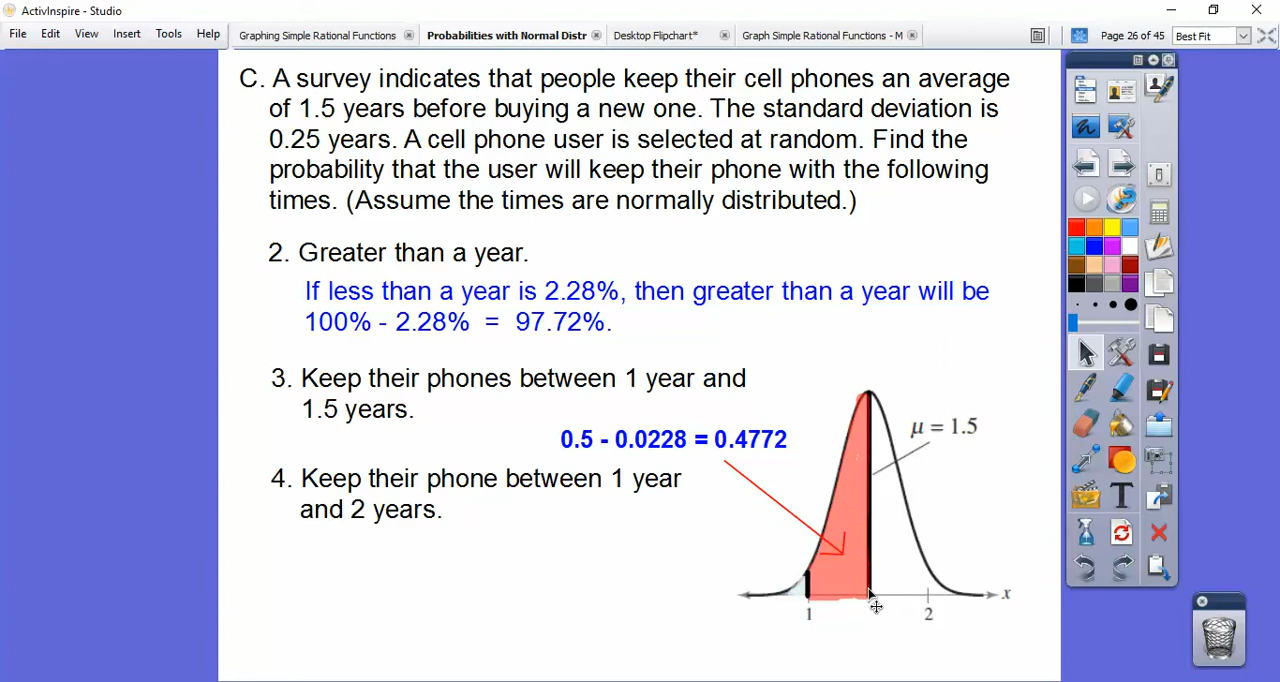 ActivInspire - Studio
File Edit View Insert Tools Help
Graphing Simple Rational Functions
Probabilities with Normal Distr
Desktop Flipchart*
Graph Simple Rational Functions - M
Page 26 of 45
Best Fit
C. A survey indicates that people keep their cell phones an average
of 1.5 years before buying a new one. The standard deviation is
0.25 years. A cell phone user is selected at random. Find the
probability that the user will keep their phone with the following
times. (Assume the times are normally distributed.)
2. Greater than a year.
If less than a year is 2.28%, then greater than a year will be
100% - 2.28% = 97.72%.
3. Keep their phones between 1 year and
1.5 years.
0.5 - 0.0228 = 0.4772
μ = 1.5
4. Keep their phone between 1 year
and 2 years.
x
1
2